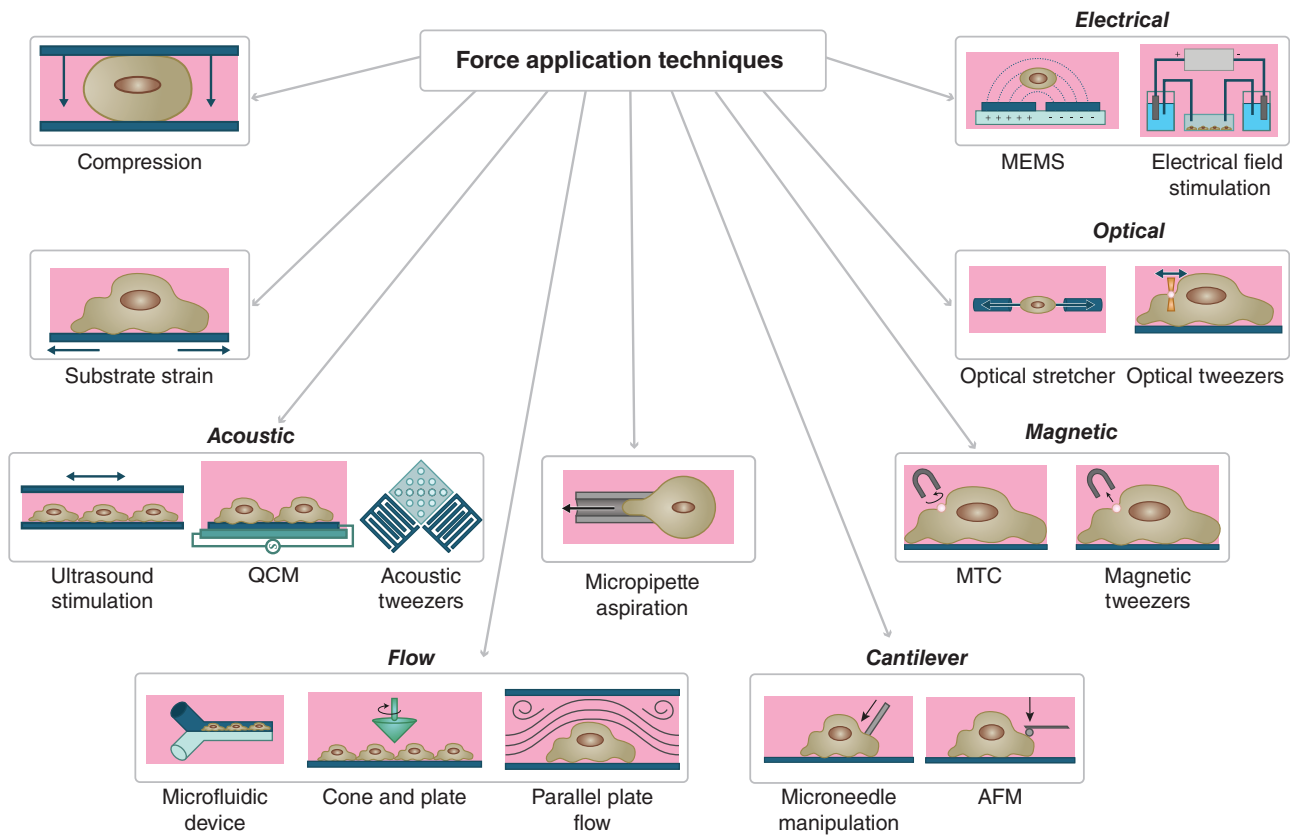 Force application techniques
Compression
Substrate strain
Electrical
+ -
+ + + + + - - - - -
MEMS
Electrical field
stimulation
Optical
Optical stretcher
Optical tweezers
Acoustic
S
Ultrasound
stimulation
QCM
Acoustic
tweezers
Micropipette
aspiration
Magnetic
MTC
Magnetic
tweezers
Flow
Microfluidic
device
Cone and plate
Parallel plate
flow
Cantilever
Microneedle
manipulation
AFM